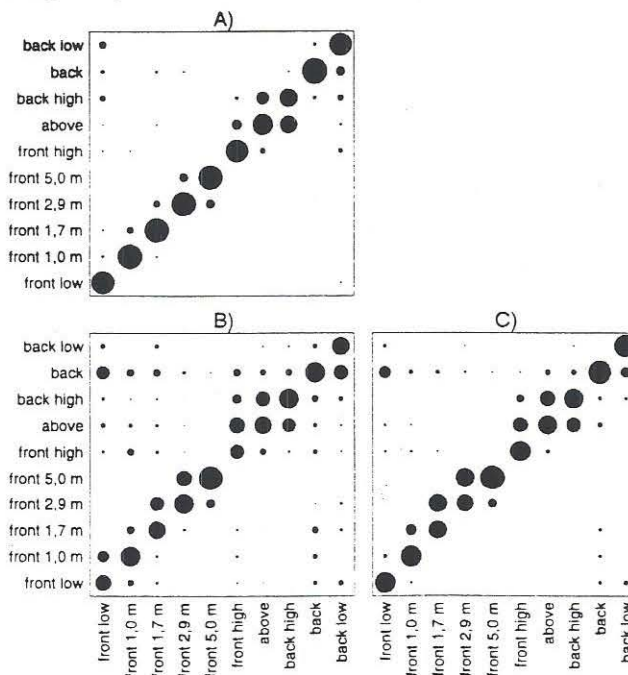 A)
back low
back
back high
above
front high
front 5,0 m
front 2,9 m
front 1,7 m
front 1,0 m
front low
B)
C)
back low
back
back high
above
front high
front 5,0 m
front 2,9 m
front 1,7 m
front 1,0 m
front low
front low
front 1,0 m
front 1,7 m
front 2,9 m
front 5,0 m
front high
above
back high
back
back low
front low
front 1,0 m
front 1,7 m
front 2,9 m
front 5,0 m
front high
above
back high
back
back low